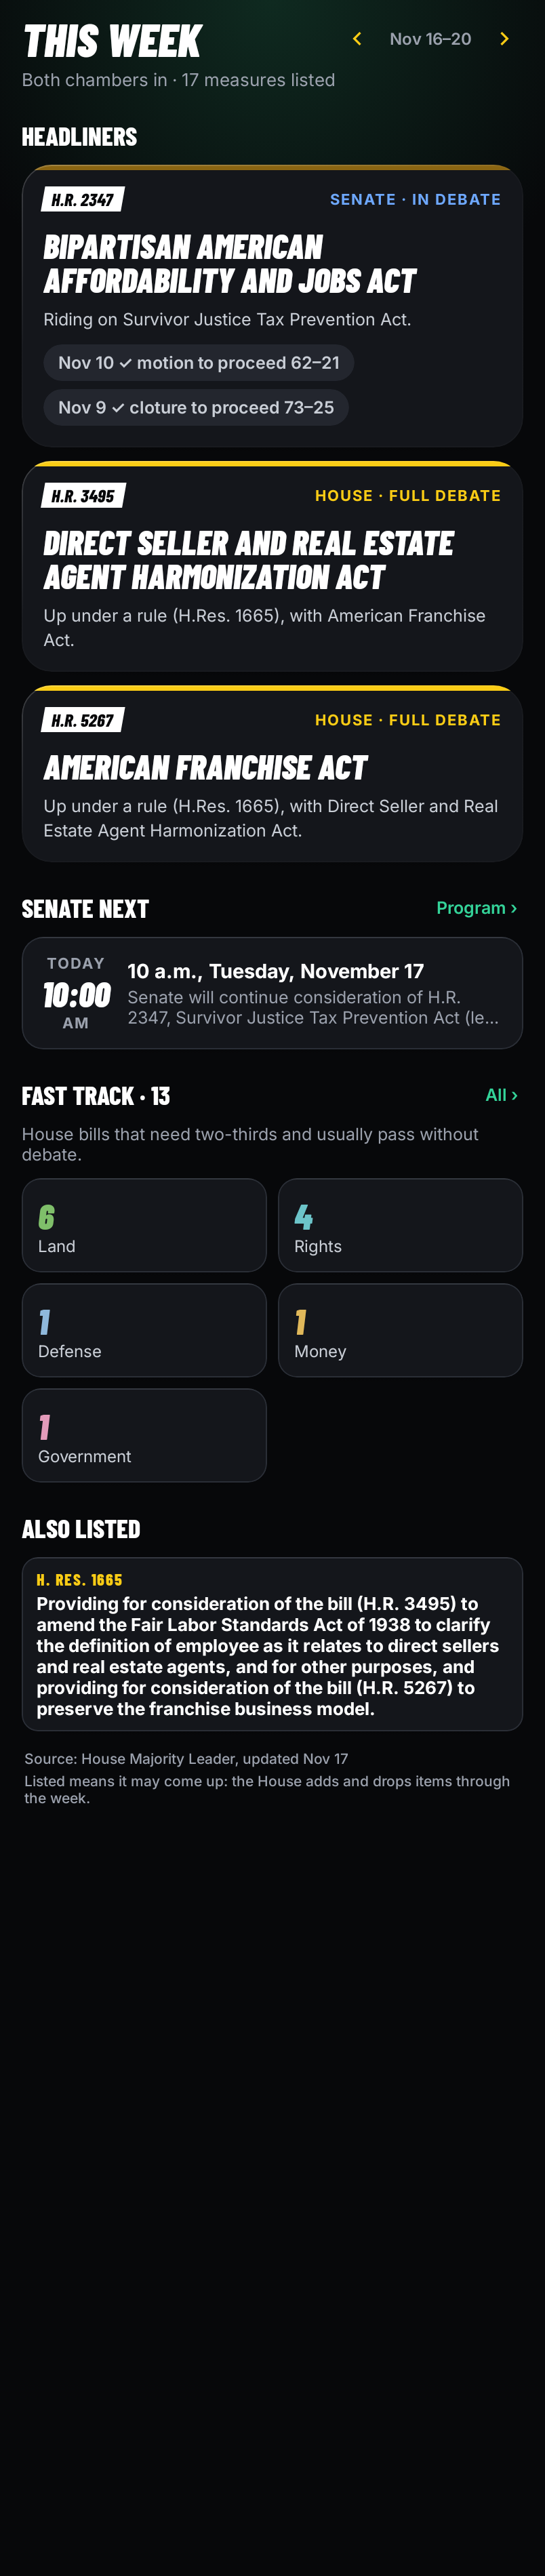 THIS WEEK
Nov 16–20
Both chambers in · 17 measures listed
HEADLINERS
H.R. 2347
SENATE · IN DEBATE
BIPARTISAN AMERICAN
AFFORDABILITY AND JOBS ACT
Riding on Survivor Justice Tax Prevention Act.
Nov 10 ✓ motion to proceed 62–21
Nov 9 ✓ cloture to proceed 73–25
H.R. 3495
HOUSE · FULL DEBATE
DIRECT SELLER AND REAL ESTATE
AGENT HARMONIZATION ACT
Up under a rule (H.Res. 1665), with American Franchise
Act.
H.R. 5267
HOUSE · FULL DEBATE
AMERICAN FRANCHISE ACT
Up under a rule (H.Res. 1665), with Direct Seller and Real
Estate Agent Harmonization Act.
SENATE NEXT
Program ›
TODAY
10:00
AM
10 a.m., Tuesday, November 17
Senate will continue consideration of H.R.
2347, Survivor Justice Tax Prevention Act (le…
FAST TRACK · 13
All ›
House bills that need two-thirds and usually pass without
debate.
6
Land
4
Rights
1
Defense
1
Money
1
Government
ALSO LISTED
H. RES. 1665
Providing for consideration of the bill (H.R. 3495) to
amend the Fair Labor Standards Act of 1938 to clarify
the definition of employee as it relates to direct sellers
and real estate agents, and for other purposes, and
providing for consideration of the bill (H.R. 5267) to
preserve the franchise business model.
Source: House Majority Leader, updated Nov 17
Listed means it may come up: the House adds and drops items through
the week.